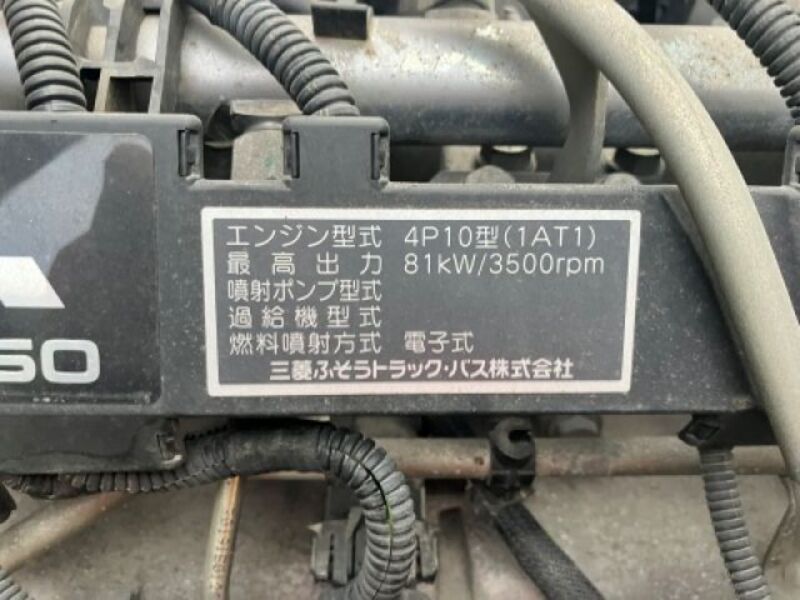 エンジン型式 4P10型(1AT1)
最高出力 81kW/3500rpm
噴射ポンプ型式
過給機型式
燃料噴射方式 電子式
三菱ふそうトラック・バス株式会社
50